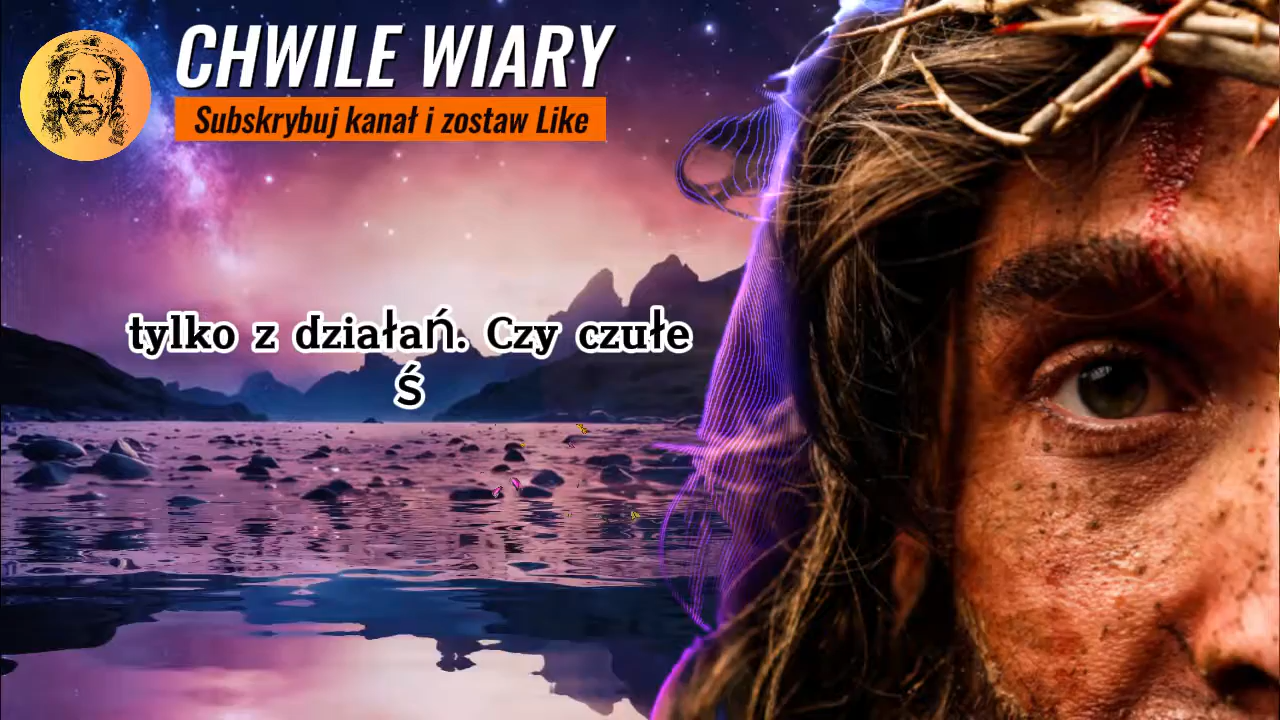 CHWILE WIARY
Subskrybuj kanał i zostaw Like
tylko z działań. Czy czułe
Ś